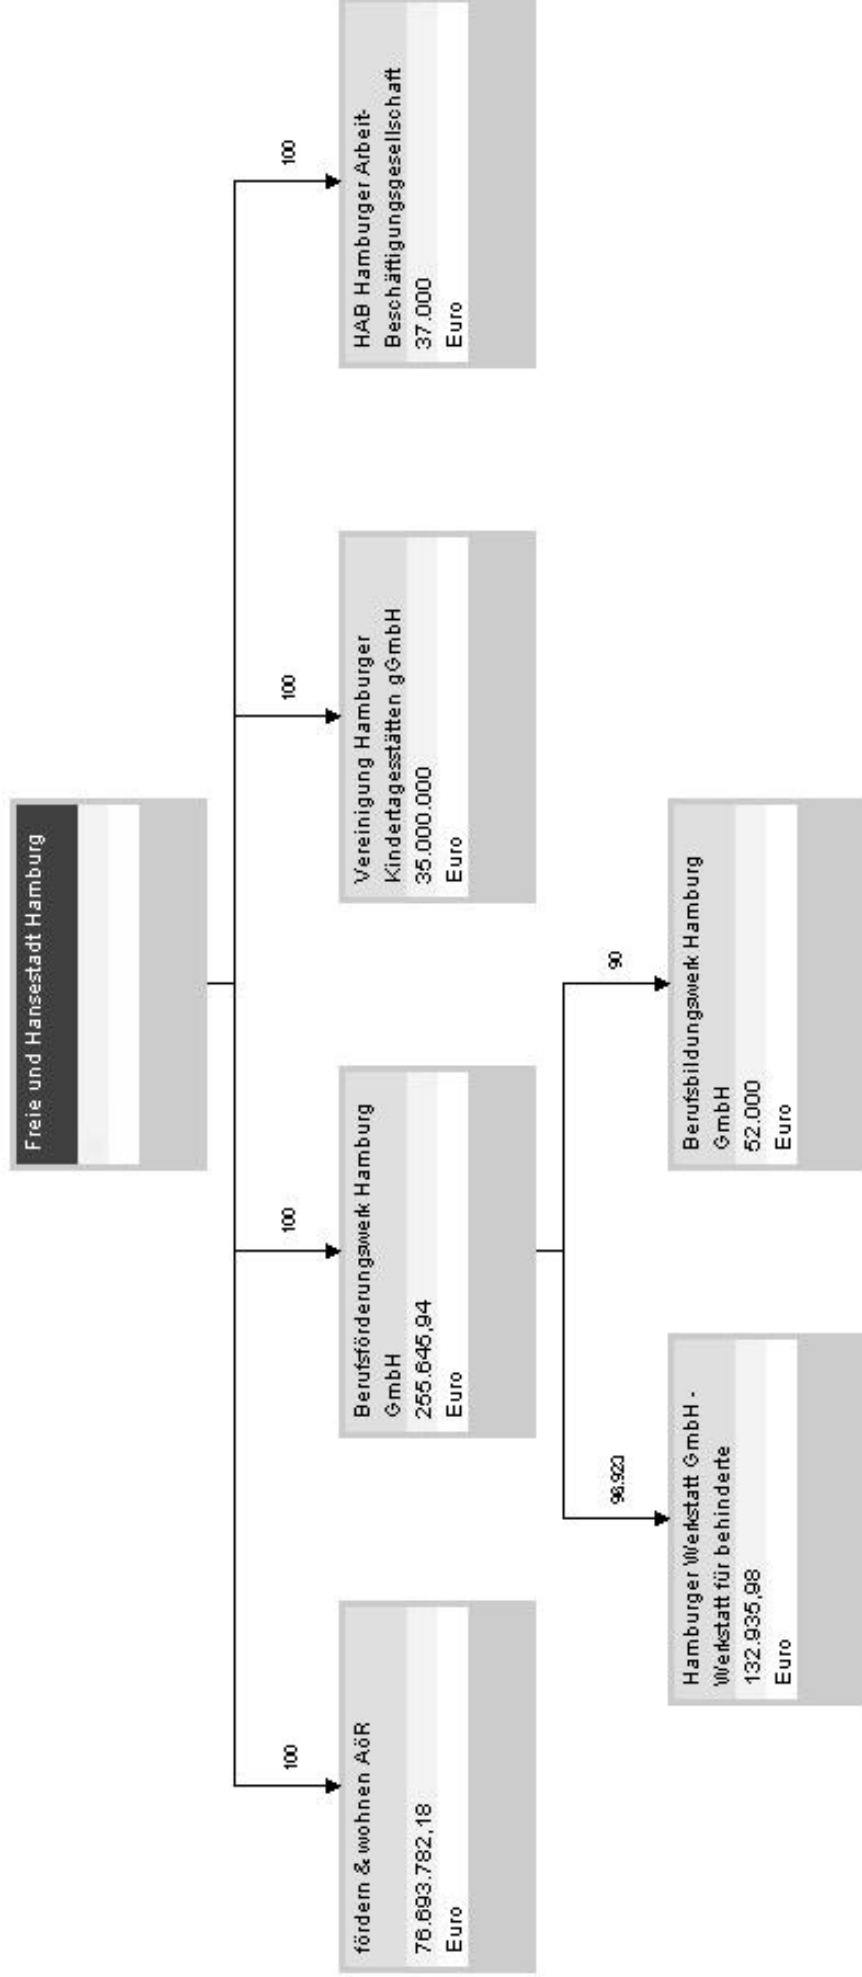 Freie und Hansestadt Hamburg
100
100
100
100
fördern & wohnen AöR
76.693.782,18
Euro
Berufsförderungswerk Hamburg
GmbH
255.645,94
Euro
Vereinigung Hamburger
Kindertagesstätten gGmbH
35.000.000
Euro
HAB Hamburger Arbeit-
Beschäftigungsgesellschaft
37.000
Euro
90
Hamburger Werkstatt GmbH -
Werkstatt für behinderte
132.935,98
Euro
Berufsbildungswerk Hamburg
GmbH
52.000
Euro